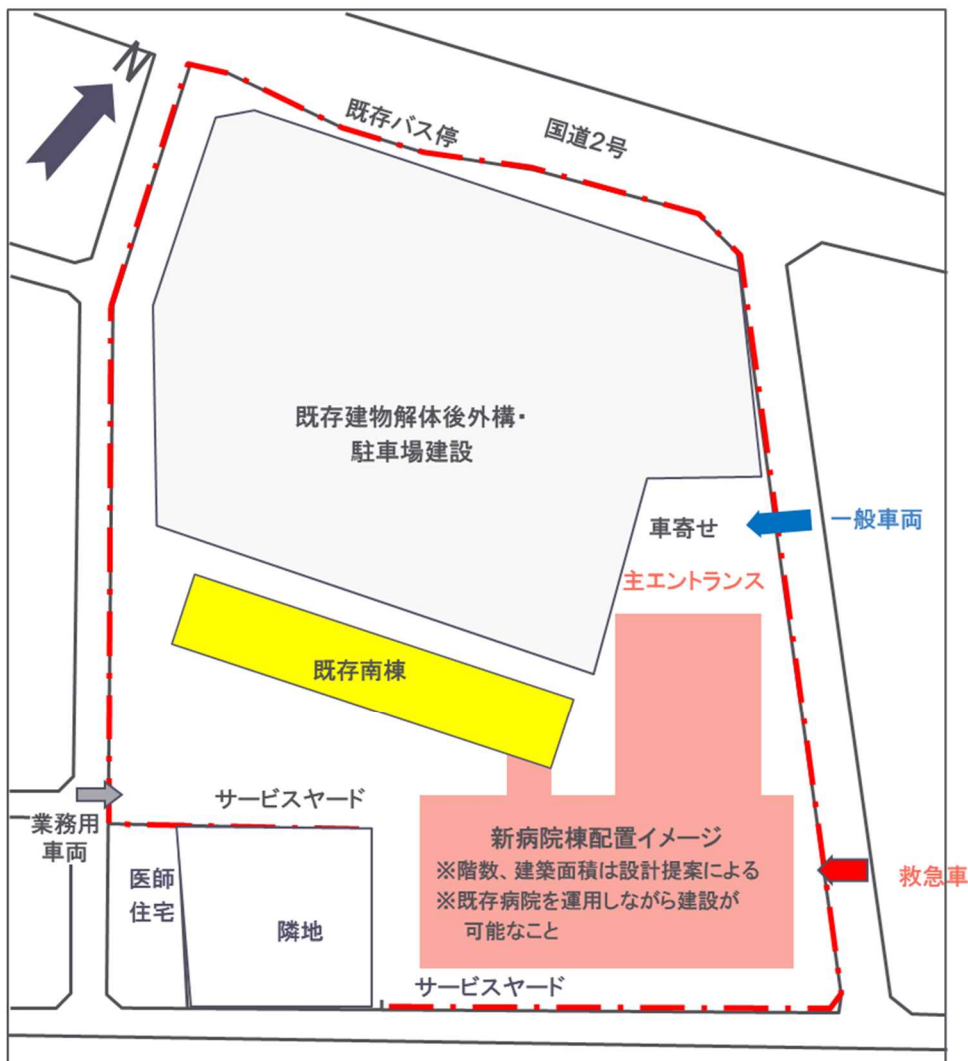 N
既存バス停
国道2号
既存建物解体後外構・
駐車場建設
車寄せ
一般車両
主エントランス
既存南棟
サービスヤード
業務用
車両
医師
住宅
隣地
新病院棟配置イメージ
※階数、建築面積は設計提案による
※既存病院を運用しながら建設が
可能なこと
救急車
サービスヤード